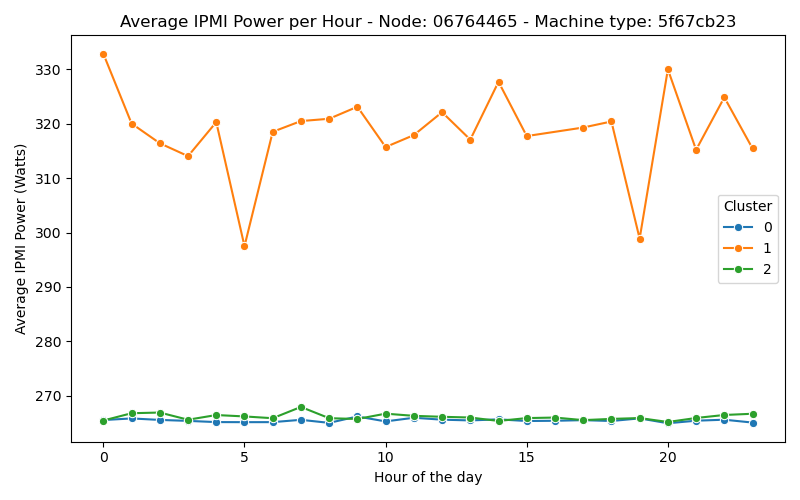 Average IPMI Power per Hour - Node: 06764465 - Machine type: 5f67cb23
Average IPMI Power (Watts)
330
320
310
300
290
280
270
Cluster
0
1
2
0 5 10 15 20
Hour of the day